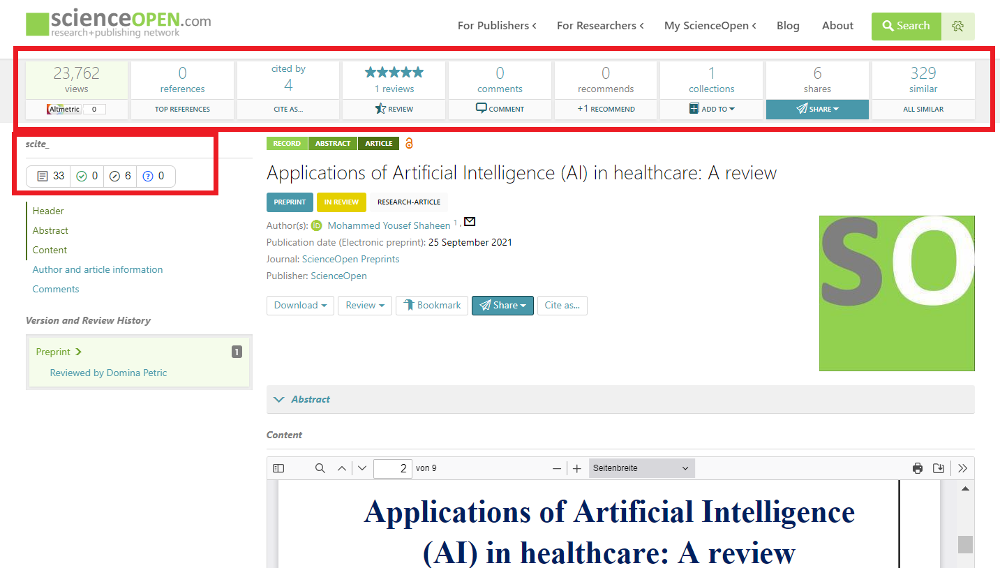 scienceOPEN.com
research+publishing network
For Publishers ‹ For Researchers ‹ My ScienceOpen ‹ Blog About Search
23,762 0 cited by ★★★★★ 0 0 1 6 329
views references 4 1 reviews comments recommends collections shares similar
Altmetric 0 TOP REFERENCES CITE AS... REVIEW COMMENT +1 RECOMMEND ADD TO SHARE ALL SIMILAR
scite_
33 0 6 0
Header
Abstract
Content
Author and article information
Comments
Version and Review History
Preprint 1
Reviewed by Domina Petric
RECORD ABSTRACT ARTICLE
Applications of Artificial Intelligence (AI) in healthcare: A review
PREPRINT IN REVIEW RESEARCH-ARTICLE
Author(s): iD Mohammed Yousef Shaheen 1 ,
Publication date (Electronic preprint): 25 September 2021
Journal: ScienceOpen Preprints
Publisher: ScienceOpen
Download Review Bookmark Share Cite as...
SO
Abstract
Content
2 von 9 Seitenbreite
Applications of Artificial Intelligence
(AI) in healthcare: A review